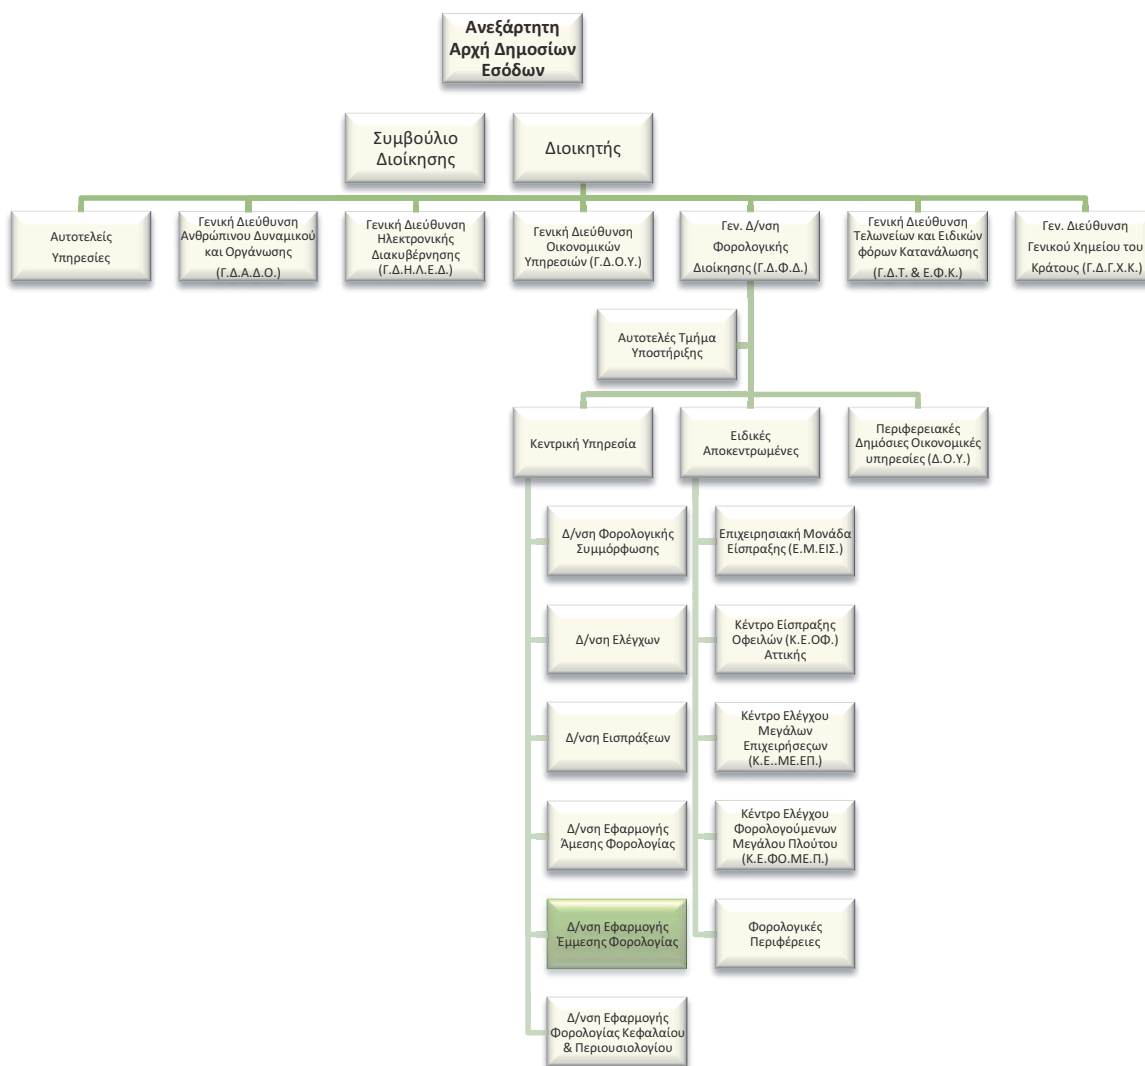 Ανεξάρτητη
Αρχή Δημοσίων
Εσόδων
Συμβούλιο
Διοίκησης
Διοικητής
Αυτοτελείς
Υπηρεσίες
Γενική Διεύθυνση
Ανθρώπινου Δυναμικού
και Οργάνωσης
(Γ.Δ.Α.Δ.Ο.)
Γενική Διεύθυνση
Ηλεκτρονικής
Διακυβέρνησης
(Γ.Δ.Η.Λ.Ε.Δ.)
Γενική Διεύθυνση
Οικονομικών
Υπηρεσιών (Γ.Δ.Ο.Υ.)
Γεν. Δ/νση
Φορολογικής
Διοίκησης (Γ.Δ.Φ.Δ.)
Γενική Διεύθυνση
Τελωνείων και Ειδικών
φόρων Κατανάλωσης
(Γ.Δ.Τ. & Ε.Φ.Κ.)
Γεν. Διεύθυνση
Γενικού Χημείου του
Κράτους (Γ.Δ.Γ.Χ.Κ.)
Αυτοτελές Τμήμα
Υποστήριξης
Κεντρική Υπηρεσία
Ειδικές
Αποκεντρωμένες
Περιφερειακές
Δημόσιες Οικονομικές
υπηρεσίες (Δ.Ο.Υ.)
Δ/νση Φορολογικής
Συμμόρφωσης
Επιχειρησιακή Μονάδα
Είσπραξης (Ε.Μ.ΕΙΣ.)
Δ/νση Ελέγχων
Κέντρο Είσπραξης
Οφειλών (Κ.Ε.ΟΦ.)
Αττικής
Δ/νση Εισπράξεων
Κέντρο Ελέγχου
Μεγάλων
Επιχειρήσεςων
(Κ.Ε..ΜΕ.ΕΠ.)
Δ/νση Εφαρμογής
Άμεσης Φορολογίας
Κέντρο Ελέγχου
Φορολογούμενων
Μεγάλου Πλούτου
(Κ.Ε.ΦΟ.ΜΕ.Π.)
Δ/νση Εφαρμογής
Έμμεσης Φορολογίας
Φορολογικές
Περιφέρειες
Δ/νση Εφαρμογής
Φορολογίας Κεφαλαίου
& Περιουσιολογίου